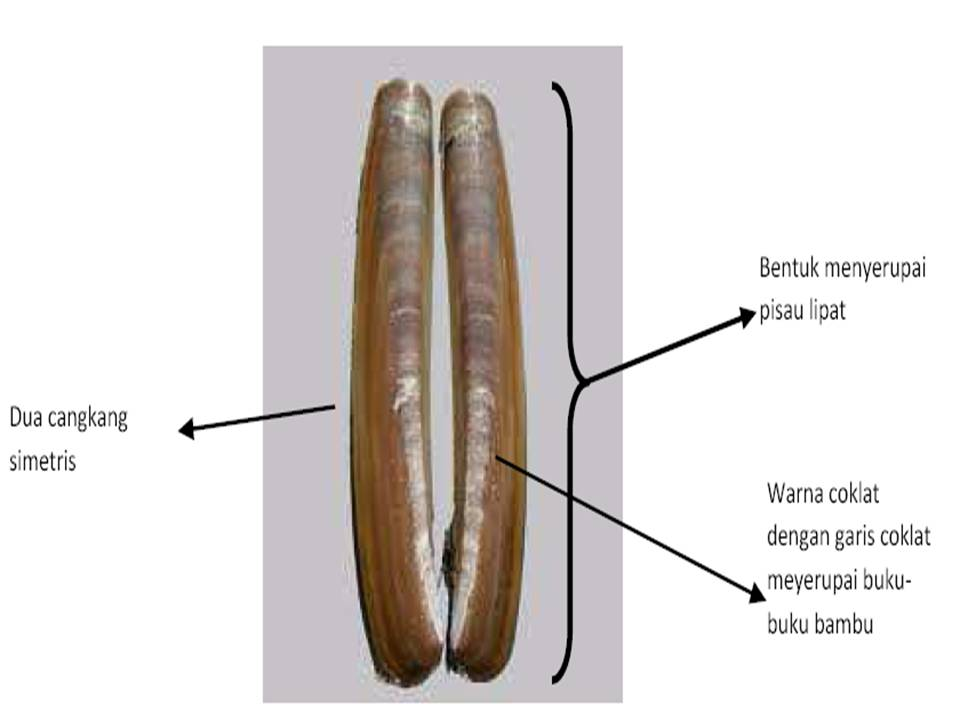 Bentuk menyerupai
pisau lipat
Dua cangkang
simetris
Warna coklat
dengan garis coklat
meyerupai buku-
buku bambu